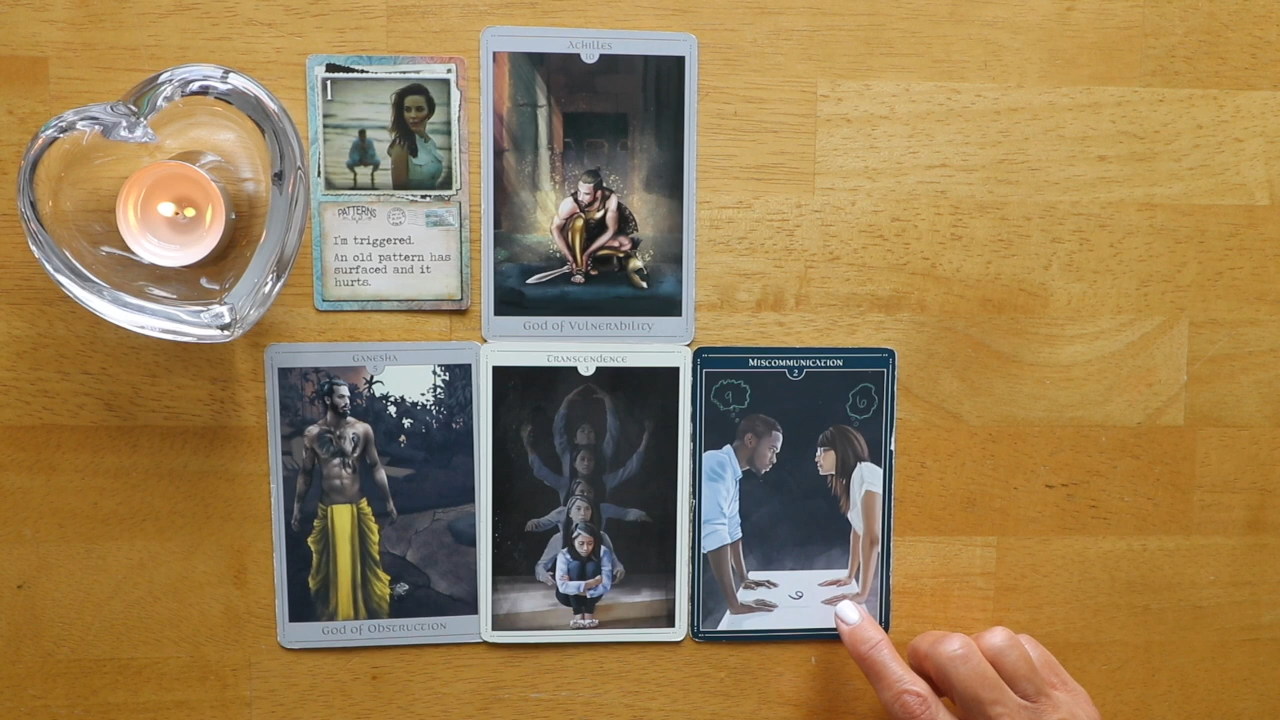 1
PATTERNS
I'm triggered.
An old pattern has
surfaced and it
hurts.
Achilles
10
God of Vulnerability
Ganesha
5
God of Obstruction
Transcendence
3
Miscommunication
2
9
6
9